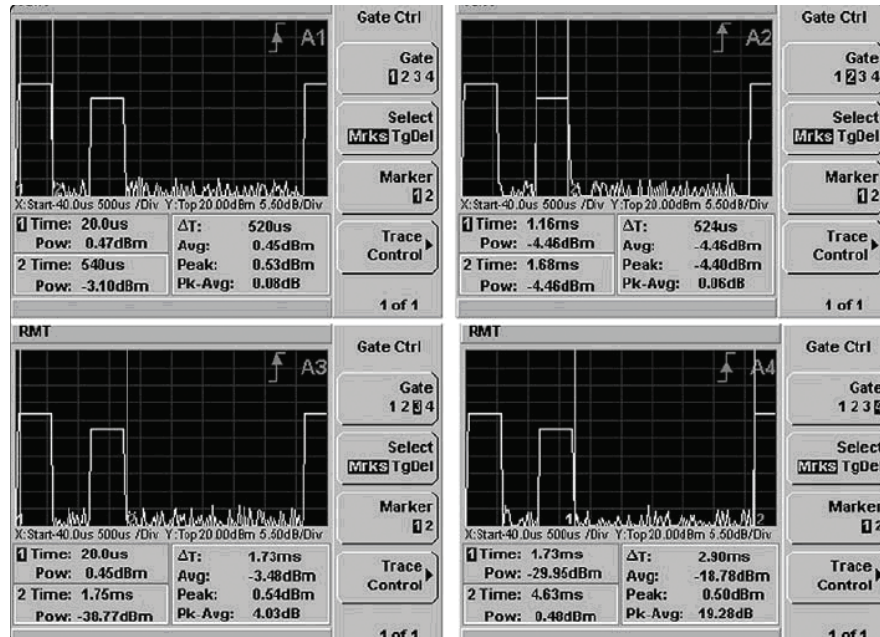 Gate Ctrl
A1
Gate
1 2 3 4
Select
Mrks TgDel
Marker
1 2
Trace
Control
1 of 1
X:Start-40.0us 500us /Div Y:Top 20.00dBm 5.50dB/Div
1 Time: 20.0us
Pow: 0.47dBm
2 Time: 540us
Pow: -3.10dBm
ΔT: 520us
Avg: 0.45dBm
Peak: 0.53dBm
Pk-Avg: 0.08dB
Gate Ctrl
A2
Gate
1 2 3 4
Select
Mrks TgDel
Marker
1 2
Trace
Control
1 of 1
X:Start-40.0us 500us /Div Y:Top 20.00dBm 5.50dB/Div
1 Time: 1.16ms
Pow: -4.46dBm
2 Time: 1.68ms
Pow: -4.46dBm
ΔT: 524us
Avg: -4.46dBm
Peak: -4.40dBm
Pk-Avg: 0.06dB
RMT
Gate Ctrl
A3
Gate
1 2 3 4
Select
Mrks TgDel
Marker
1 2
Trace
Control
1 of 1
X:Start-40.0us 500us /Div Y:Top 20.00dBm 5.50dB/Div
1 Time: 20.0us
Pow: 0.45dBm
2 Time: 1.75ms
Pow: -38.77dBm
ΔT: 1.73ms
Avg: -3.48dBm
Peak: 0.54dBm
Pk-Avg: 4.03dB
RMT
Gate Ctrl
A4
Gate
1 2 3 4
Select
Mrks TgDel
Marker
1 2
Trace
Control
1 of 1
1
2
X:Start-40.0us 500us /Div Y:Top 20.00dBm 5.50dB/Div
1 Time: 1.73ms
Pow: -29.95dBm
2 Time: 4.63ms
Pow: 0.48dBm
ΔT: 2.90ms
Avg: -18.78dBm
Peak: 0.50dBm
Pk-Avg: 19.28dB